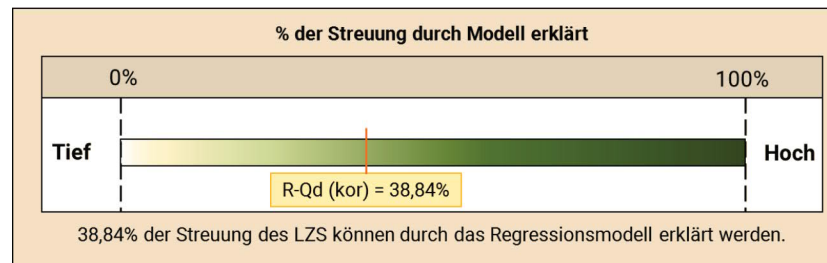 % der Streuung durch Modell erklärt
0% 100%
Tief Hoch
R-Qd (kor) = 38,84%
38,84% der Streuung des LZS können durch das Regressionsmodell erklärt werden.